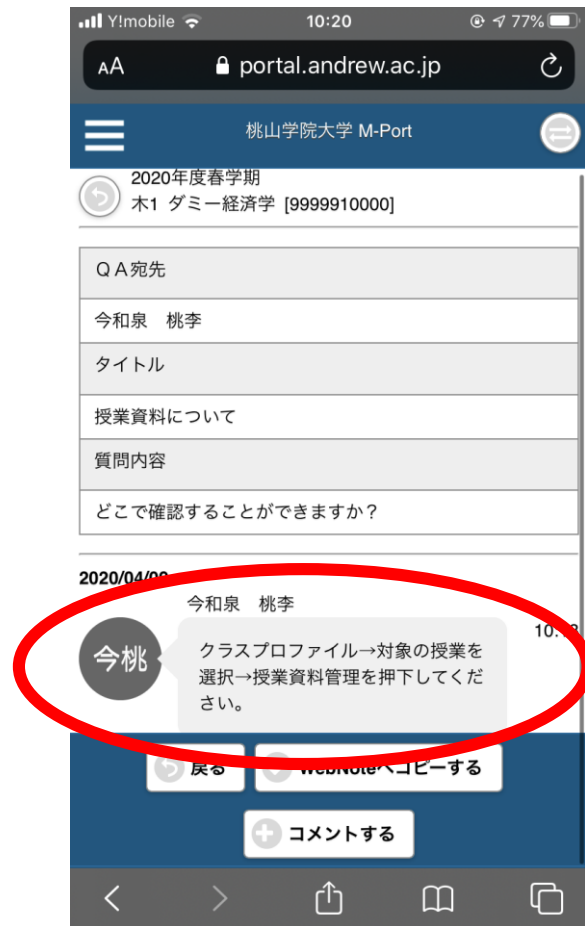 Y!mobile 10:20 77%
AA portal.andrew.ac.jp
桃山学院大学 M-Port
2020年度春学期
木1 ダミー経済学 [9999910000]
ＱＡ宛先
今和泉　桃李
タイトル
授業資料について
質問内容
どこで確認することができますか？
2020/04/
今和泉　桃李
今桃
クラスプロファイル→対象の授業を
選択→授業資料管理を押下してくだ
さい。
戻る WebNoteへコピーする
コメントする